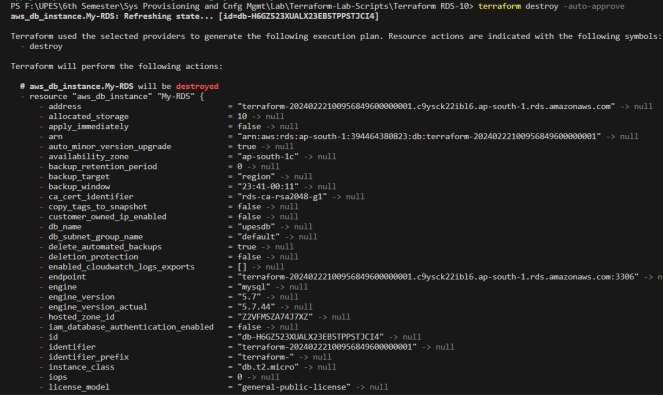 PS F:\UPES\6th Semester\Sys Provisioning and Cnfg Mgmt\Lab\Terraform-Lab-Scripts\Terraform RDS-10> terraform destroy -auto-approve
aws_db_instance.My-RDS: Refreshing state... [id=db-H6GZ523XUALX23EB5TPPSTJCI4]
Terraform used the selected providers to generate the following execution plan. Resource actions are indicated with the following symbols:
- destroy
Terraform will perform the following actions:
# aws_db_instance.My-RDS will be destroyed
- resource "aws_db_instance" "My-RDS" {
- address = "terraform-20240222100956849600000001.c9ysck22ibl6.ap-south-1.rds.amazonaws.com" -> null
- allocated_storage = 10 -> null
- apply_immediately = false -> null
- arn = "arn:aws:rds:ap-south-1:394464380823:db:terraform-20240222100956849600000001" -> null
- auto_minor_version_upgrade = true -> null
- availability_zone = "ap-south-1c" -> null
- backup_retention_period = 0 -> null
- backup_target = "region" -> null
- backup_window = "23:41-00:11" -> null
- ca_cert_identifier = "rds-ca-rsa2048-g1" -> null
- copy_tags_to_snapshot = false -> null
- customer_owned_ip_enabled = false -> null
- db_name = "upesdb" -> null
- db_subnet_group_name = "default" -> null
- delete_automated_backups = true -> null
- deletion_protection = false -> null
- enabled_cloudwatch_logs_exports = [] -> null
- endpoint = "terraform-20240222100956849600000001.c9ysck22ibl6.ap-south-1.rds.amazonaws.com:3306" -> n
- engine = "mysql" -> null
- engine_version = "5.7" -> null
- engine_version_actual = "5.7.44" -> null
- hosted_zone_id = "Z2VFMSZA74J7XZ" -> null
- iam_database_authentication_enabled = false -> null
- id = "db-H6GZ523XUALX23EB5TPPSTJCI4" -> null
- identifier = "terraform-20240222100956849600000001" -> null
- identifier_prefix = "terraform-" -> null
- instance_class = "db.t2.micro" -> null
- iops = 0 -> null
- license_model = "general-public-license" -> null